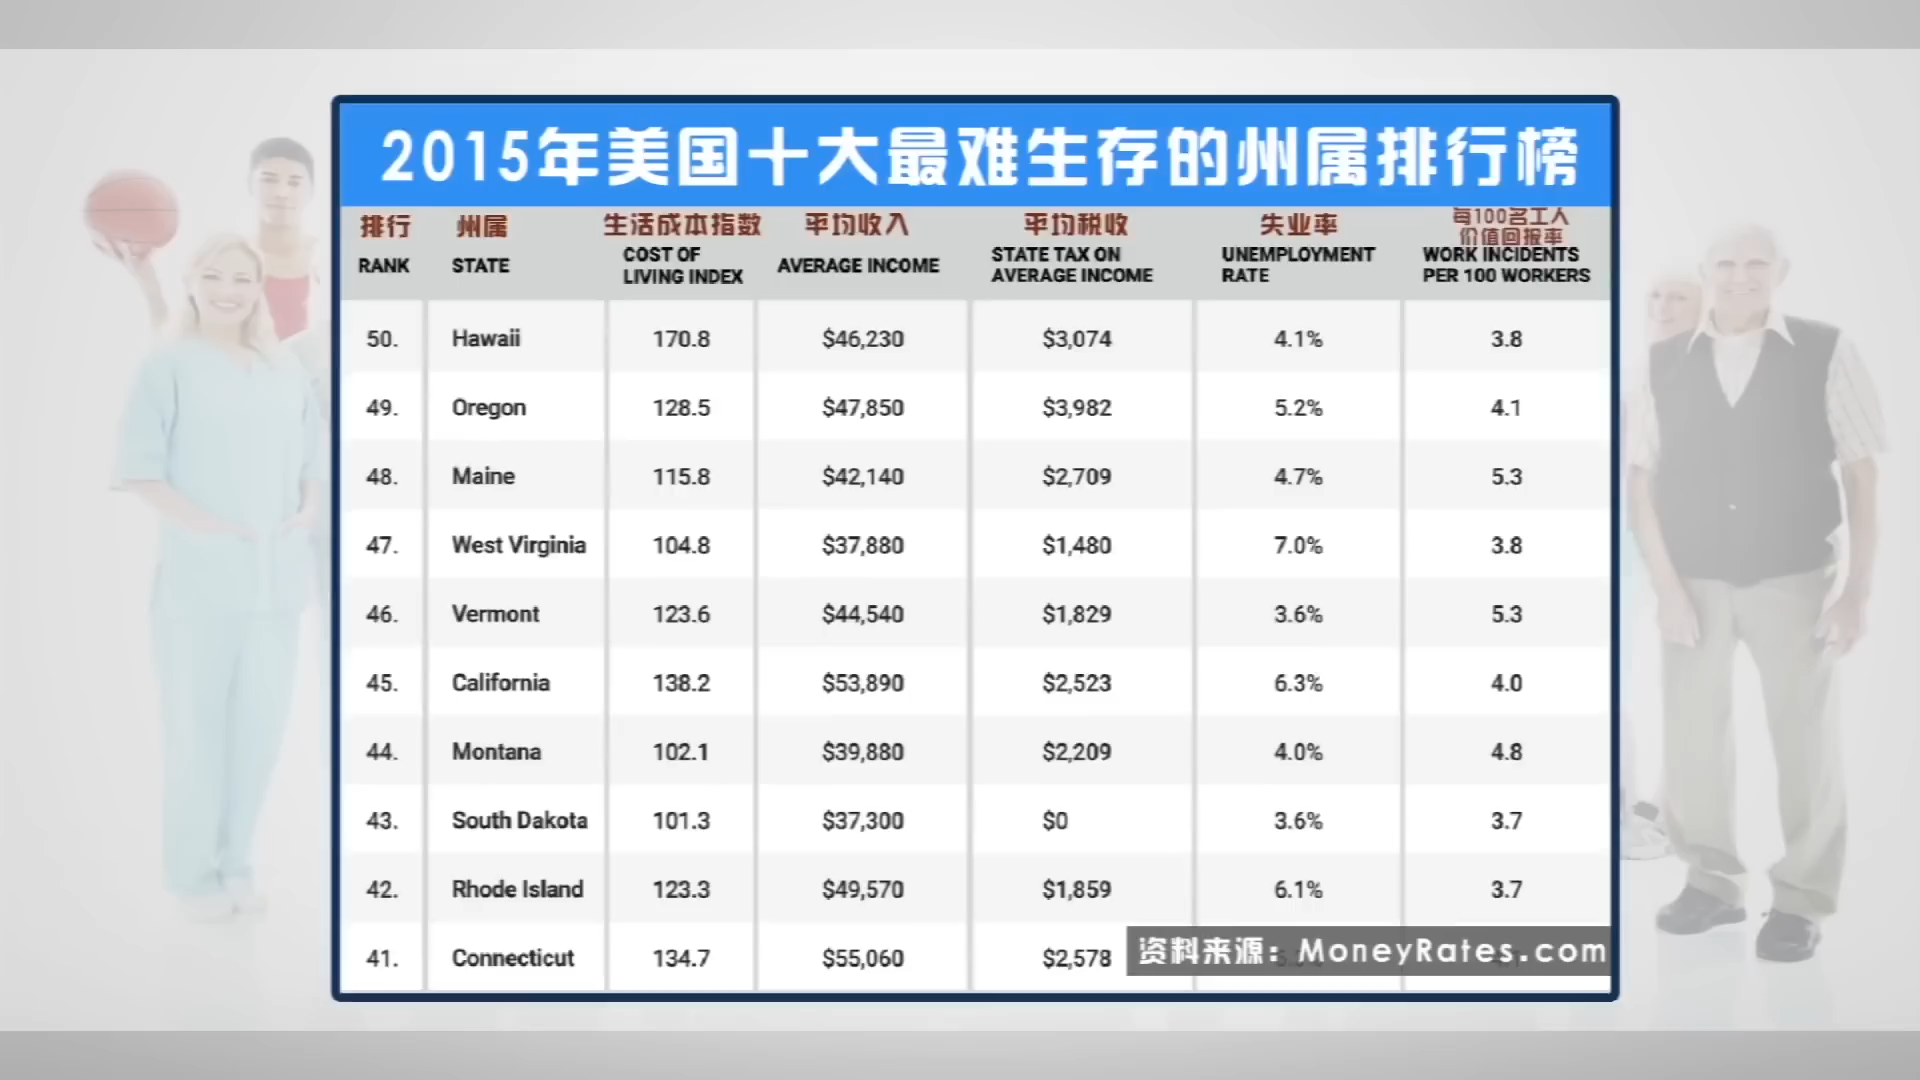 2015年美国十大最难生存的州属排行榜
排行 州属 生活成本指数 平均收入 平均税收 失业率 每100名工人价值回报率
RANK STATE COST OF LIVING INDEX AVERAGE INCOME STATE TAX ON AVERAGE INCOME UNEMPLOYMENT RATE WORK INCIDENTS PER 100 WORKERS
50. Hawaii 170.8 $46,230 $3,074 4.1% 3.8
49. Oregon 128.5 $47,850 $3,982 5.2% 4.1
48. Maine 115.8 $42,140 $2,709 4.7% 5.3
47. West Virginia 104.8 $37,880 $1,480 7.0% 3.8
46. Vermont 123.6 $44,540 $1,829 3.6% 5.3
45. California 138.2 $53,890 $2,523 6.3% 4.0
44. Montana 102.1 $39,880 $2,209 4.0% 4.8
43. South Dakota 101.3 $37,300 $0 3.6% 3.7
42. Rhode Island 123.3 $49,570 $1,859 6.1% 3.7
41. Connecticut 134.7 $55,060 $2,578
资料来源：MoneyRates.com